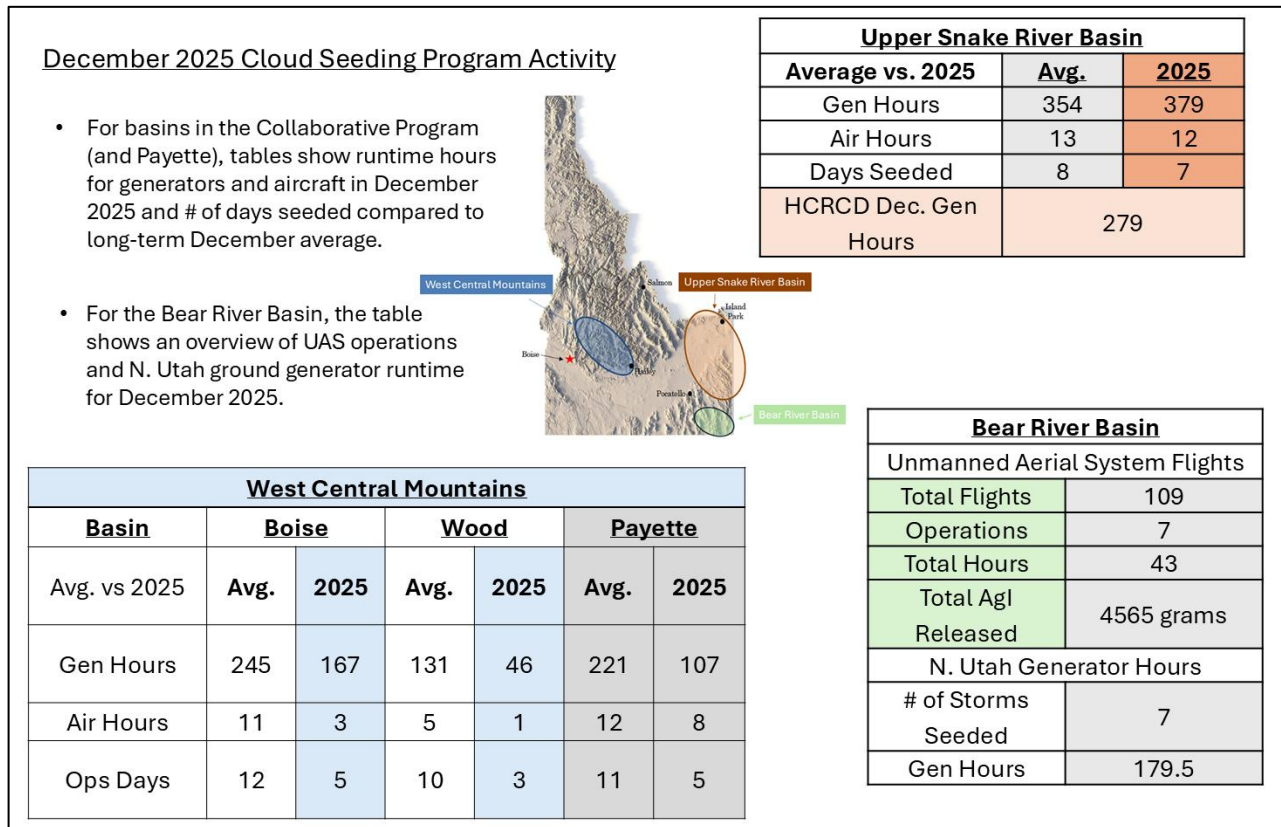 December 2025 Cloud Seeding Program Activity
• For basins in the Collaborative Program
(and Payette), tables show runtime hours
for generators and aircraft in December
2025 and # of days seeded compared to
long-term December average.
• For the Bear River Basin, the table
shows an overview of UAS operations
and N. Utah ground generator runtime
for December 2025.
Upper Snake River Basin
Average vs. 2025 Avg. 2025
Gen Hours 354 379
Air Hours 13 12
Days Seeded 8 7
HCRCD Dec. Gen
Hours
279
West Central Mountains
Salmon
Upper Snake River Basin
Island
Park
Boise
Hailey
Pocatello
Bear River Basin
West Central Mountains
Basin Boise Wood Payette
Avg. vs 2025 Avg. 2025 Avg. 2025 Avg. 2025
Gen Hours 245 167 131 46 221 107
Air Hours 11 3 5 1 12 8
Ops Days 12 5 10 3 11 5
Bear River Basin
Unmanned Aerial System Flights
Total Flights 109
Operations 7
Total Hours 43
Total AgI
Released
4565 grams
N. Utah Generator Hours
# of Storms
Seeded
7
Gen Hours 179.5